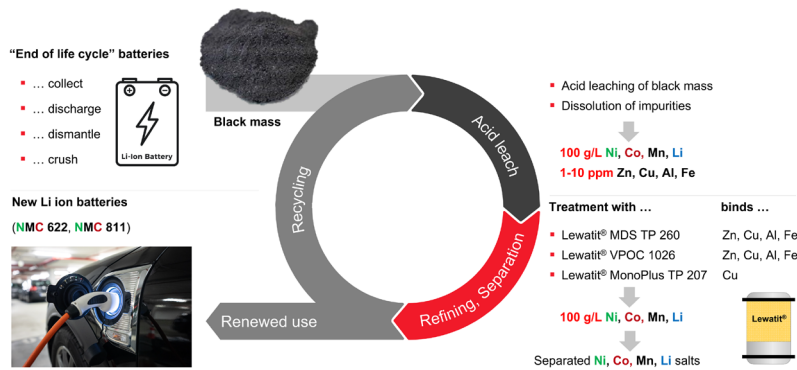 “End of life cycle” batteries
▪ … collect
▪ … discharge
▪ … dismantle
▪ … crush
Li-Ion Battery
Black mass
New Li ion batteries
(NMC 622, NMC 811)
Recycling
Acid leach
Refining, Separation
Renewed use
▪ Acid leaching of black mass
▪ Dissolution of impurities
100 g/L Ni, Co, Mn, Li
1-10 ppm Zn, Cu, Al, Fe
Treatment with … binds …
▪ Lewatit® MDS TP 260 Zn, Cu, Al, Fe
▪ Lewatit® VPOC 1026 Zn, Cu, Al, Fe
▪ Lewatit® MonoPlus TP 207 Cu
100 g/L Ni, Co, Mn, Li
Lewatit®
Separated Ni, Co, Mn, Li salts